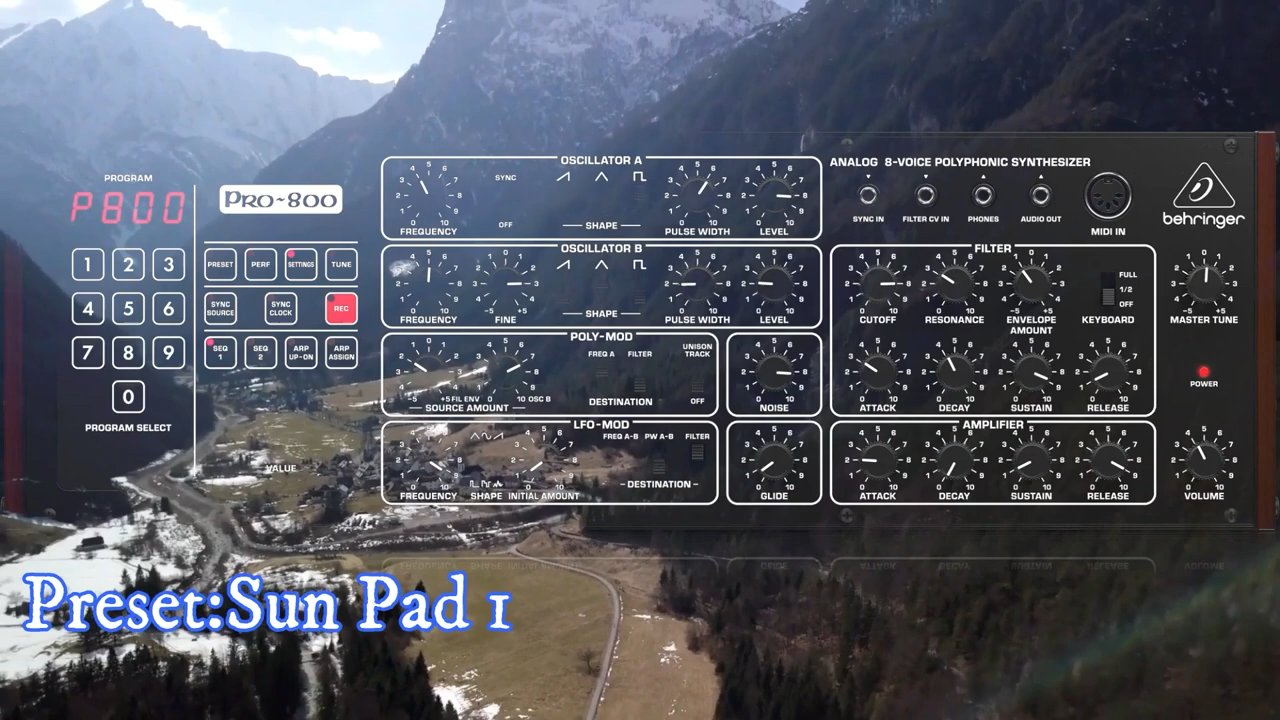 PROGRAM
P800
PRO~800
1 2 3
4 5 6
7 8 9
0
PROGRAM SELECT
PRESET PERF SETTINGS TUNE
SYNC SOURCE SYNC CLOCK REC
SEQ 1 SEQ 2 ARP UP-ON ARP ASSIGN
VALUE
OSCILLATOR A
SYNC
OFF
FREQUENCY SHAPE PULSE WIDTH LEVEL
OSCILLATOR B
FREQUENCY FINE SHAPE PULSE WIDTH LEVEL
POLY-MOD
FREQ A FILTER UNISON TRACK
FIL ENV OSC B
SOURCE AMOUNT DESTINATION OFF
NOISE
LFO-MOD
FREQ A-B PW A-B FILTER
FREQUENCY SHAPE INITIAL AMOUNT DESTINATION
GLIDE
ANALOG 8-VOICE POLYPHONIC SYNTHESIZER
SYNC IN FILTER CV IN PHONES AUDIO OUT
MIDI IN
behringer
FILTER
FULL
1/2
OFF
CUTOFF RESONANCE ENVELOPE AMOUNT KEYBOARD
ATTACK DECAY SUSTAIN RELEASE
AMPLIFIER
ATTACK DECAY SUSTAIN RELEASE
MASTER TUNE
POWER
VOLUME
Preset:Sun Pad 1